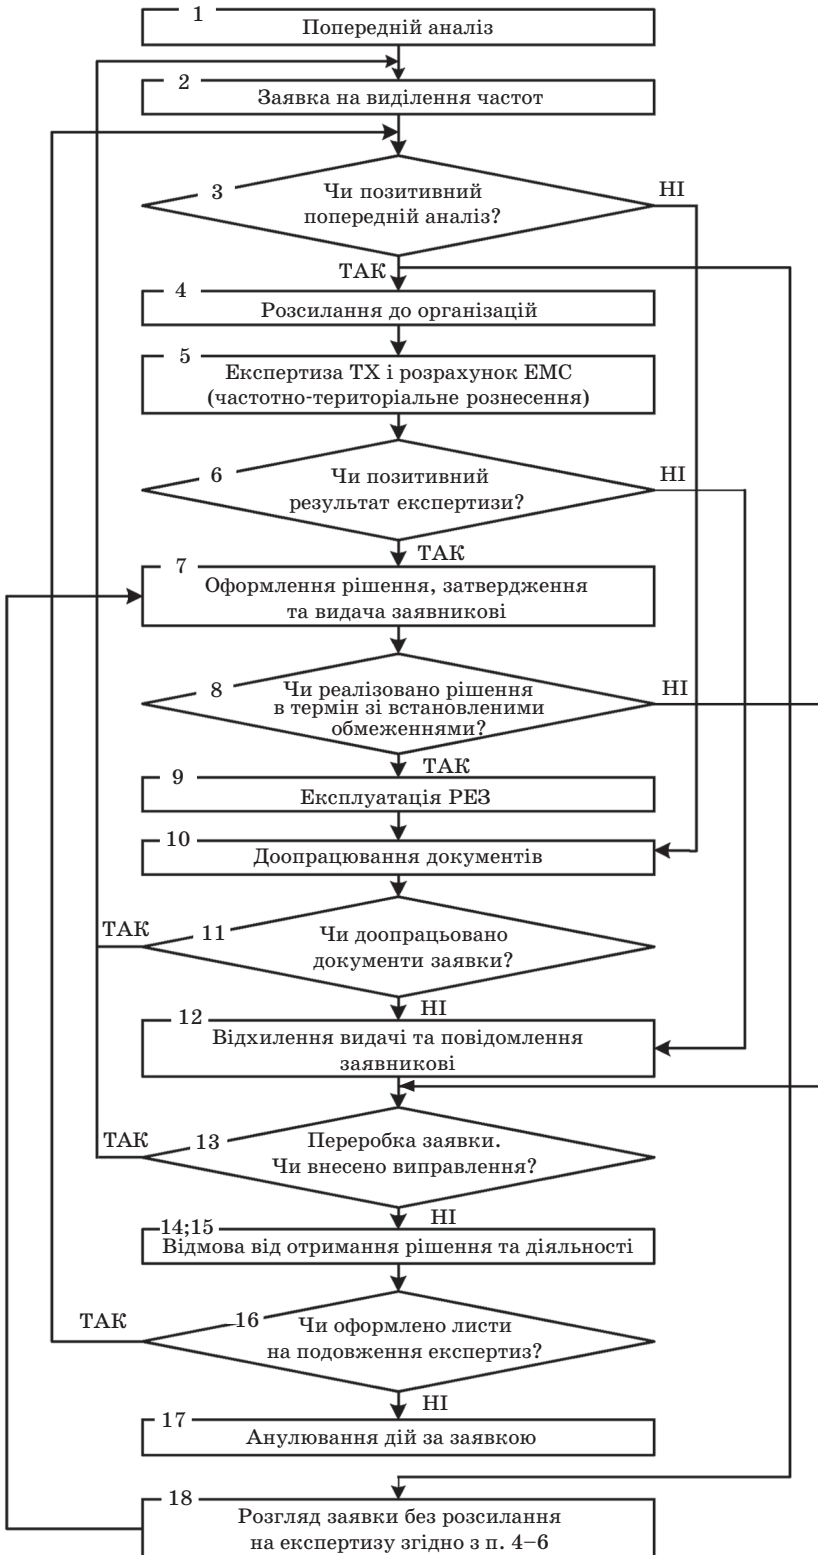 1
Попередній аналіз
2
Заявка на виділення частот
3
Чи позитивний
попередній аналіз?
НІ
ТАК
4
Розсилання до організацій
5
Експертиза ТХ і розрахунок ЕМС
(частотно-територіальне рознесення)
6
Чи позитивний
результат експертизи?
НІ
ТАК
7
Оформлення рішення, затвердження
та видача заявникові
8
Чи реалізовано рішення
в термін зі встановленими
обмеженнями?
НІ
ТАК
9
Експлуатація РЕЗ
10
Доопрацювання документів
ТАК
11
Чи доопрацьовано
документи заявки?
НІ
12
Відхилення видачі та повідомлення
заявникові
ТАК
13
Переробка заявки.
Чи внесено виправлення?
НІ
14;15
Відмова від отримання рішення та діяльності
ТАК
16
Чи оформлено листи
на подовження експертиз?
НІ
17
Анулювання дій за заявкою
18
Розгляд заявки без розсилання
на експертизу згідно з п. 4–6